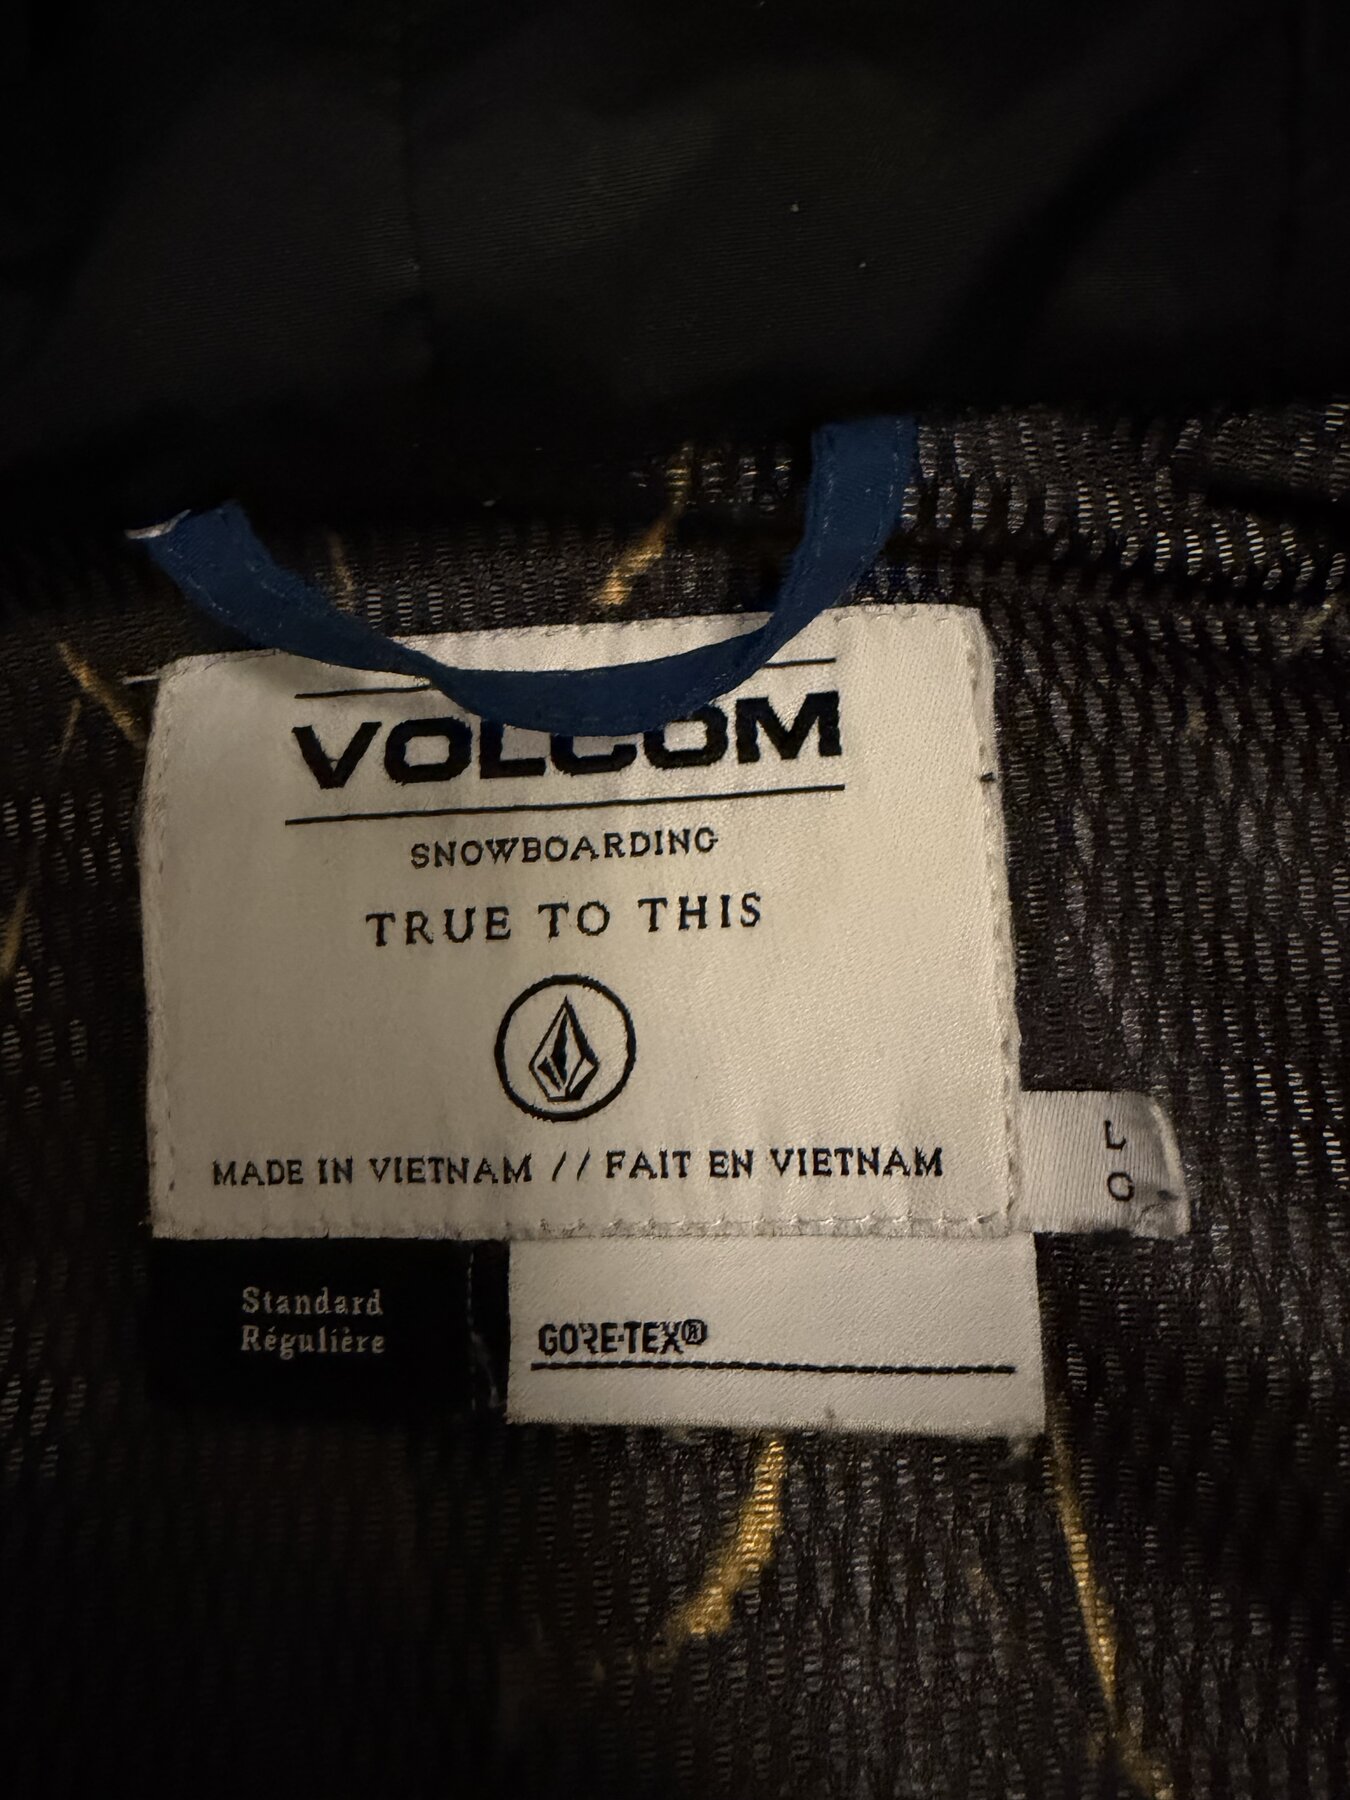 VOLCOM
SNOWBOARDING
TRUE TO THIS
MADE IN VIETNAM // FAIT EN VIETNAM
L
O
Standard
Régulière
GORE-TEX®